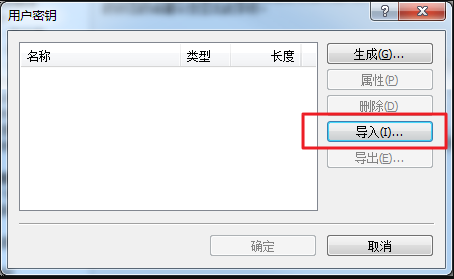 用户密钥
名称 类型 长度
生成(G)...
属性(P)
删除(D)
导入(I)...
导出(E)...
确定 取消